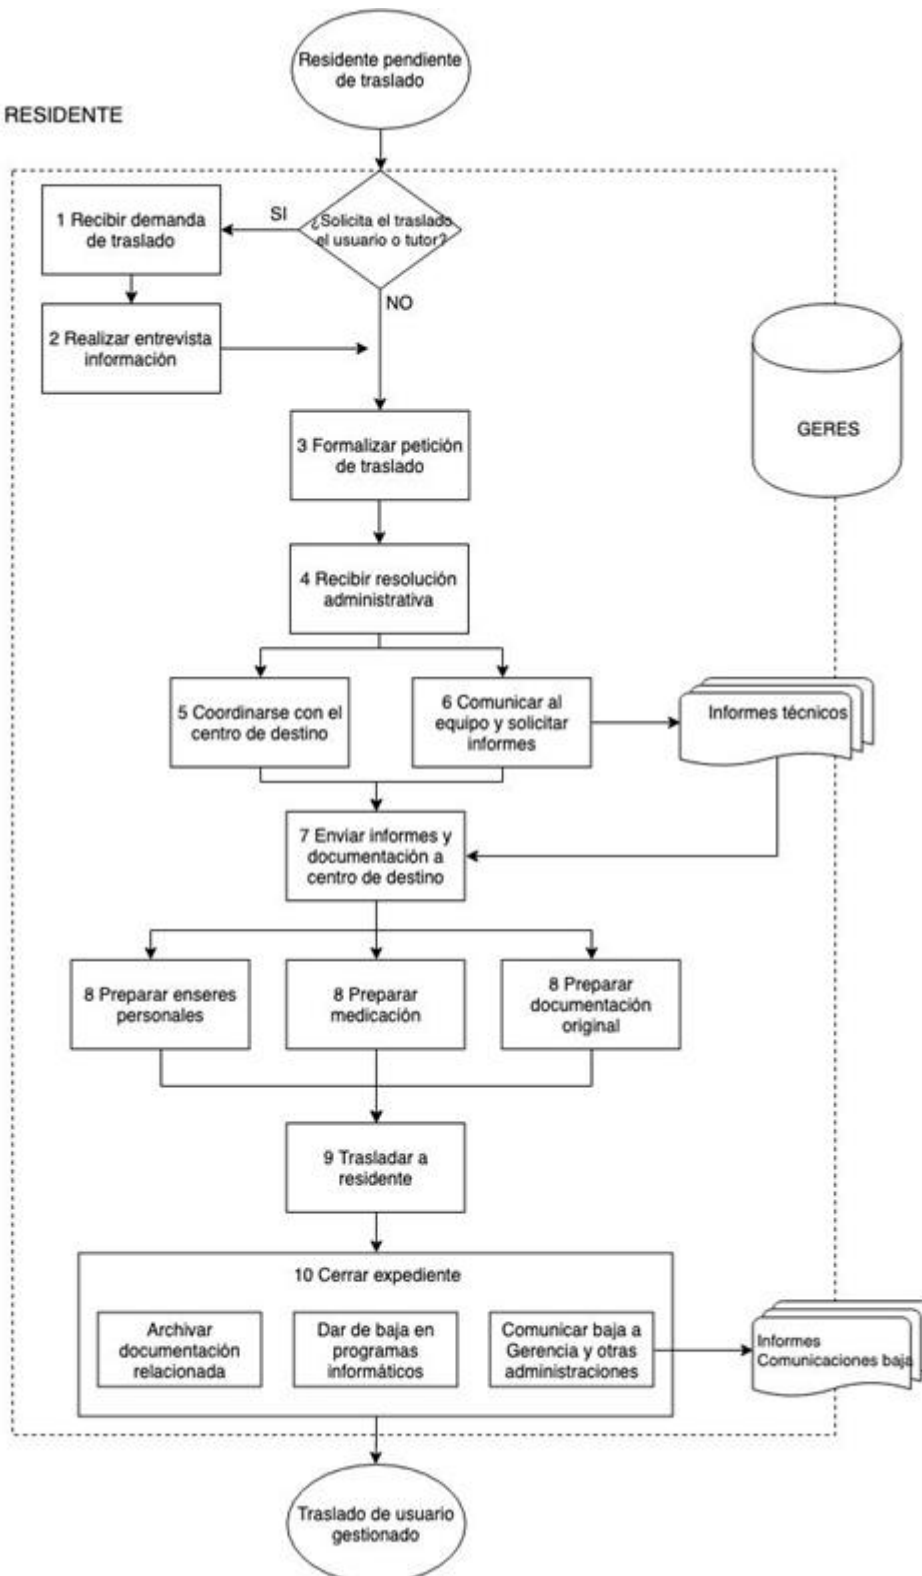 Residente pendiente
de traslado
RESIDENTE
¿Solicita el traslado
el usuario o tutor?
SI
NO
1 Recibir demanda
de traslado
2 Realizar entrevista
información
GERES
3 Formalizar petición
de traslado
4 Recibir resolución
administrativa
5 Coordinarse con el
centro de destino
6 Comunicar al
equipo y solicitar
informes
Informes técnicos
7 Enviar informes y
documentación a
centro de destino
8 Preparar enseres
personales
8 Preparar
medicación
8 Preparar
documentación
original
9 Trasladar a
residente
10 Cerrar expediente
Archivar
documentación
relacionada
Dar de baja en
programas
informáticos
Comunicar baja a
Gerencia y otras
administraciones
Informes
Comunicaciones baja
Traslado de usuario
gestionado